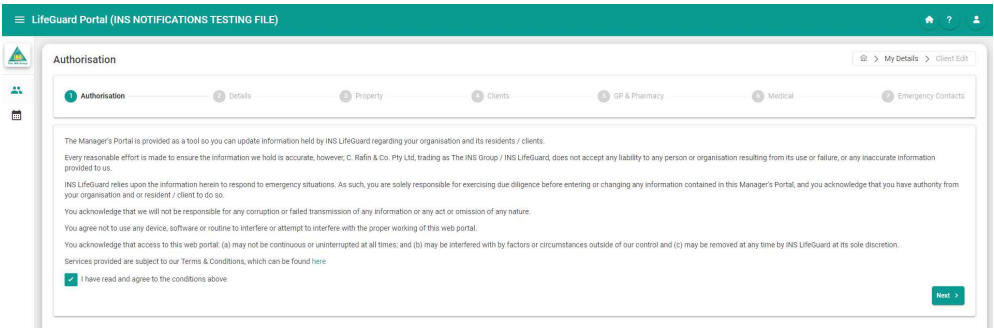 LifeGuard Portal (INS NOTIFICATIONS TESTING FILE)
?
Authorisation
My Details > Client Edit
1 Authorisation
2 Details
3 Property
4 Clients
5 GP & Pharmacy
6 Medical
7 Emergency Contacts
The Manager's Portal is provided as a tool so you can update information held by INS LifeGuard regarding your organisation and its residents / clients.
Every reasonable effort is made to ensure the information we hold is accurate, however, C. Rafin & Co. Pty Ltd, trading as The INS Group / INS LifeGuard, does not accept any liability to any person or organisation resulting from its use or failure, or any inaccurate information
provided to us.
INS LifeGuard relies upon the information herein to respond to emergency situations. As such, you are solely responsible for exercising due diligence before entering or changing any information contained in this Manager's Portal, and you acknowledge that you have authority from
your organisation and or resident / client to do so.
You acknowledge that we will not be responsible for any corruption or failed transmission of any information or any act or omission of any nature.
You agree not to use any device, software or routine to interfere or attempt to interfere with the proper working of this web portal.
You acknowledge that access to this web portal: (a) may not be continuous or uninterrupted at all times; and (b) may be interfered with by factors or circumstances outside of our control and (c) may be removed at any time by INS LifeGuard at its sole discretion.
Services provided are subject to our Terms & Conditions, which can be found here
I have read and agree to the conditions above
Next >